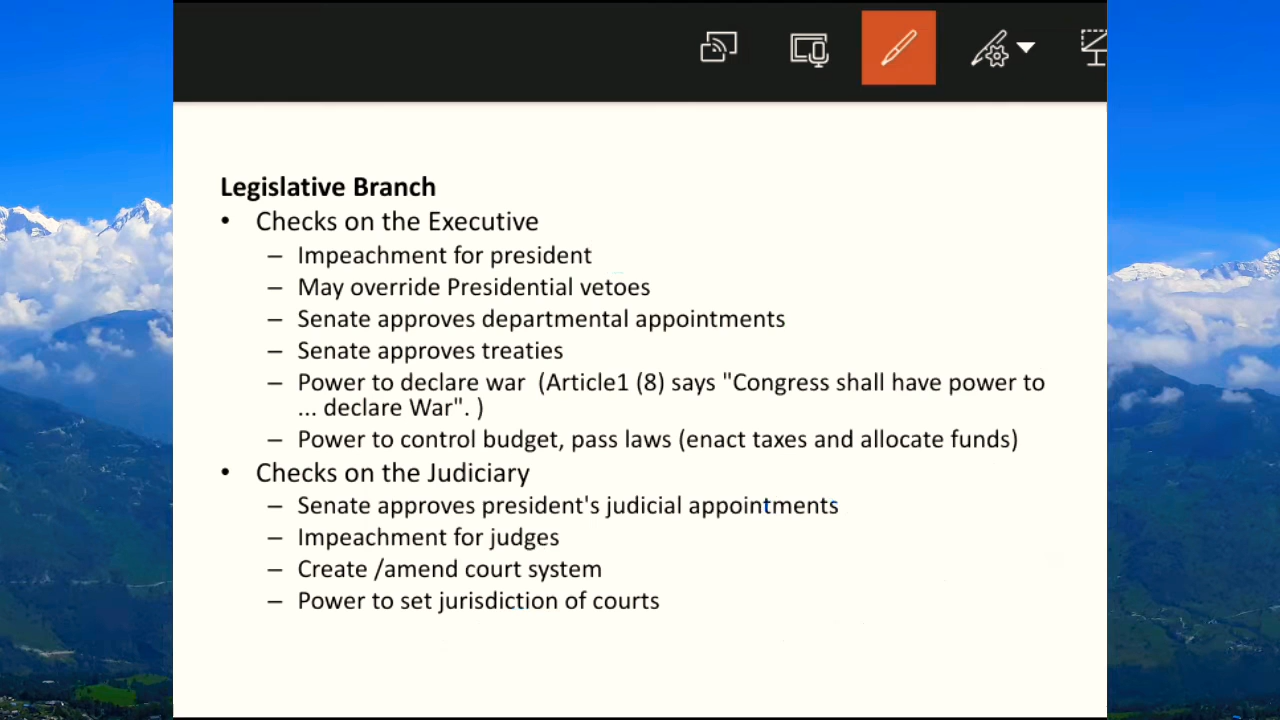 Legislative Branch
• Checks on the Executive
– Impeachment for president
– May override Presidential vetoes
– Senate approves departmental appointments
– Senate approves treaties
– Power to declare war  (Article1 (8) says "Congress shall have power to
... declare War". )
– Power to control budget, pass laws (enact taxes and allocate funds)
• Checks on the Judiciary
– Senate approves president's judicial appointments
– Impeachment for judges
– Create /amend court system
– Power to set jurisdiction of courts